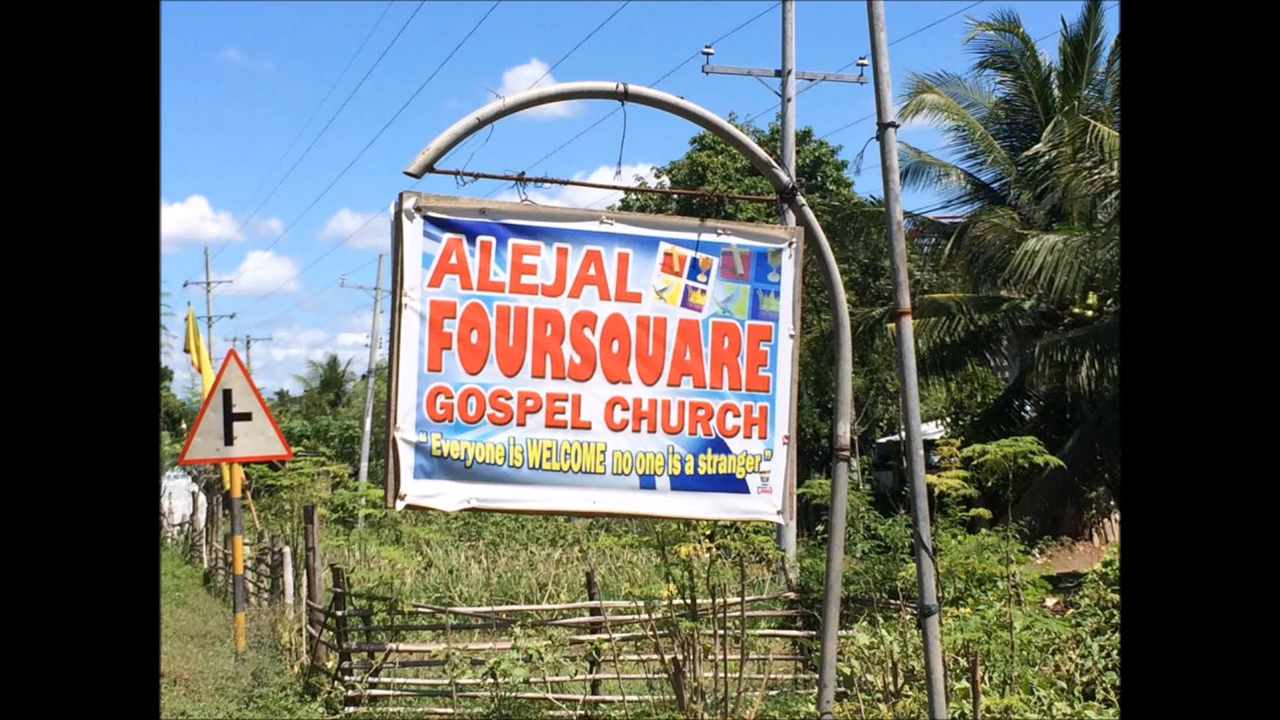 ALEJAL
FOURSQUARE
GOSPEL CHURCH
“Everyone is WELCOME no one is a stranger”